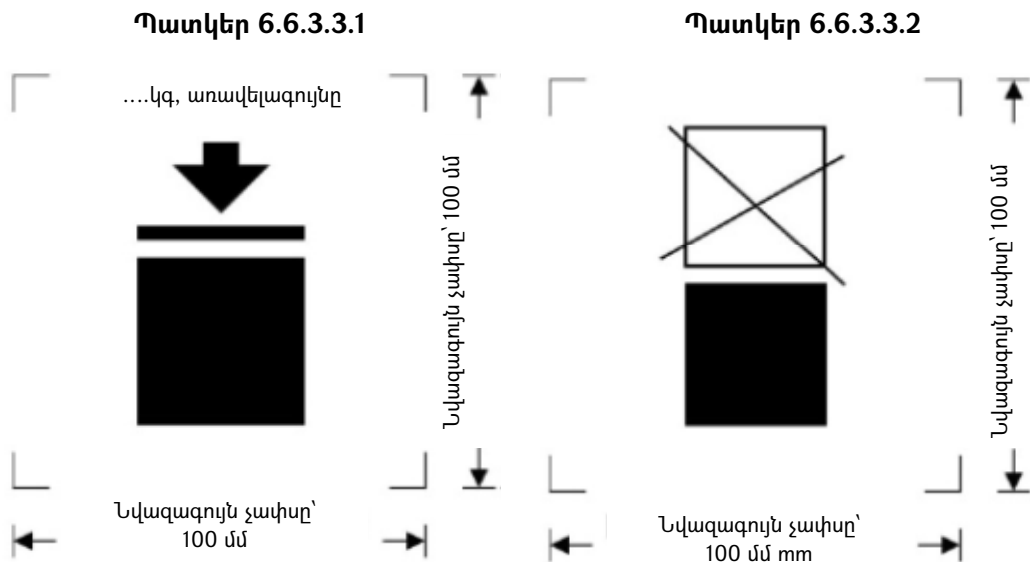 Պատկեր 6.6.3.3.1
Պատկեր 6.6.3.3.2
....կգ, առավելագույնը
Նվազագույն չափսը՝ 100 մմ
Նվազագույն չափսը՝ 100 մմ
Նվազագույն չափսը՝
100 մմ
Նվազագույն չափսը՝
100 մմ mm